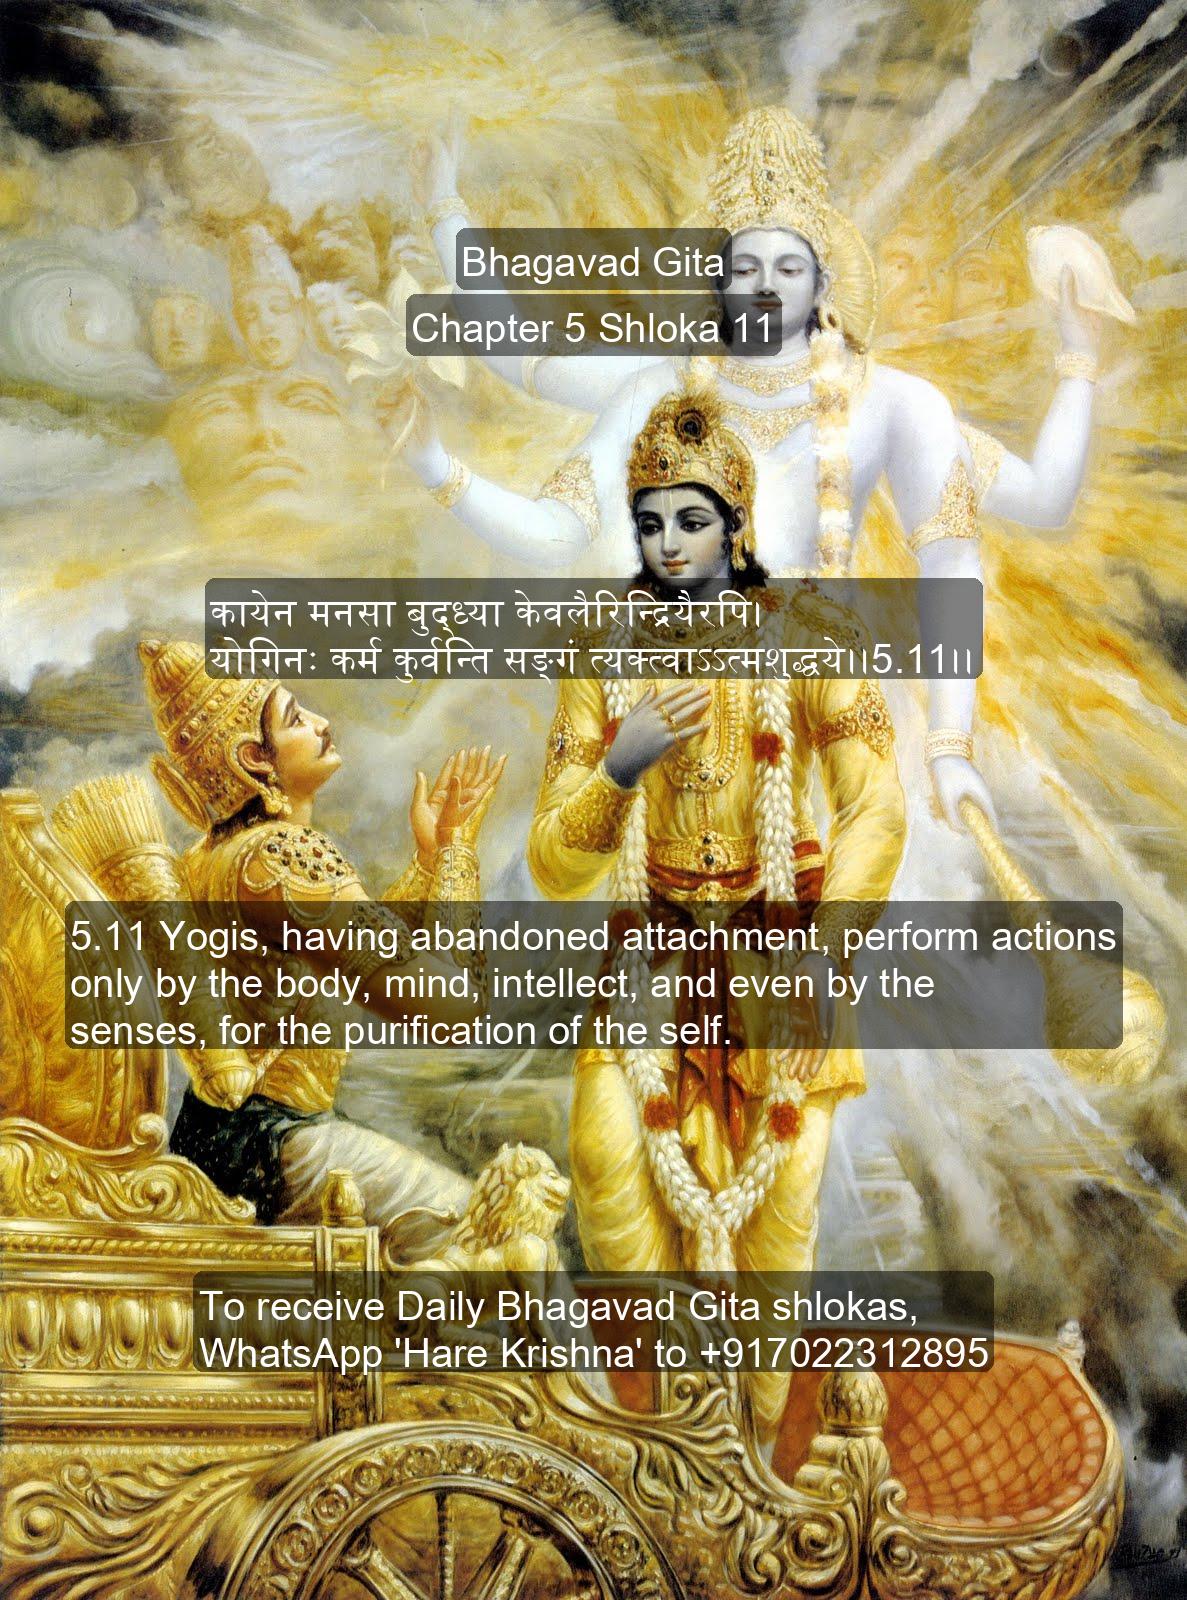 Bhagavad Gita
Chapter 5 Shloka 11
कायेन मनसा बुद्ध्या केवलैरिन्द्रियैरपि।
योगिनः कर्म कुर्वन्ति सङ्गं त्यक्त्वाऽऽत्मशुद्धये।।5.11।।
5.11 Yogis, having abandoned attachment, perform actions
only by the body, mind, intellect, and even by the
senses, for the purification of the self.
To receive Daily Bhagavad Gita shlokas,
WhatsApp 'Hare Krishna' to +917022312895